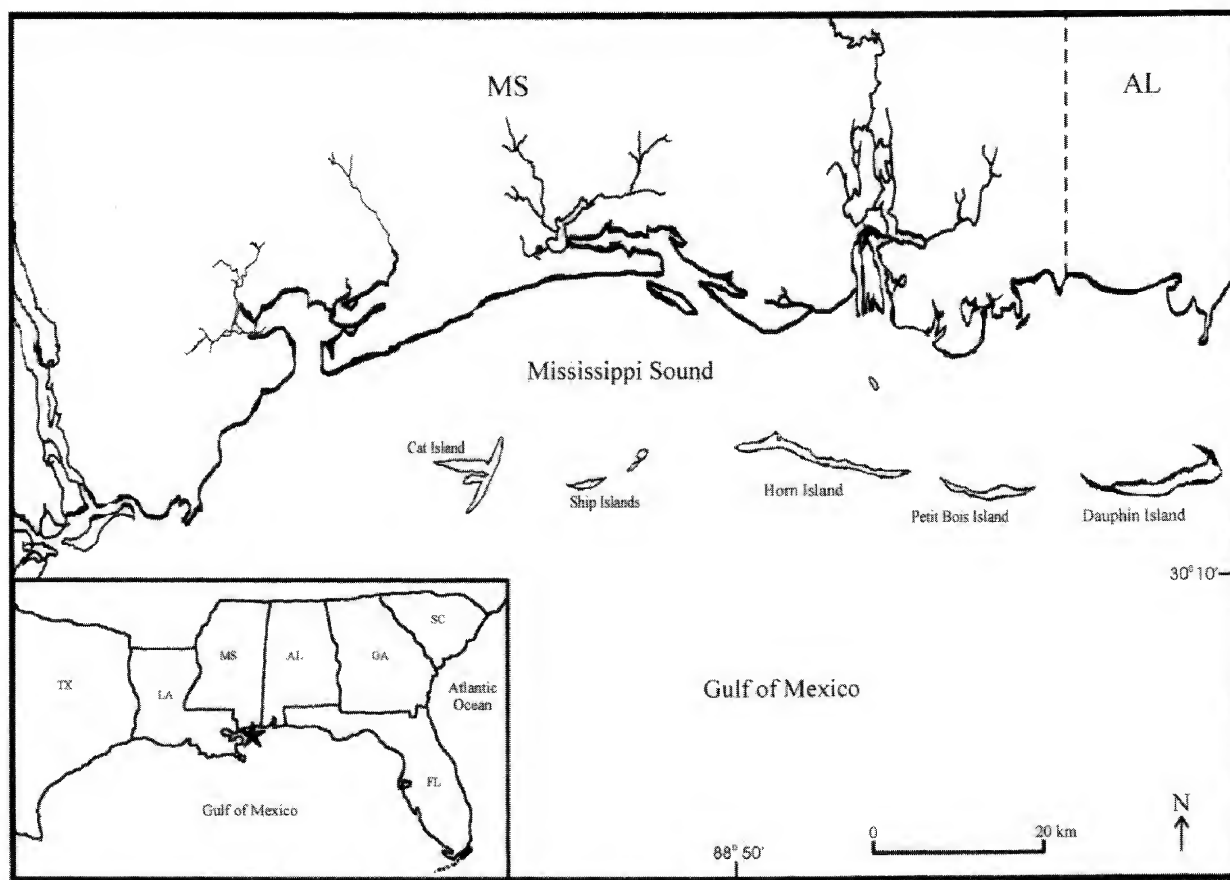 MS
AL
Mississippi Sound
Cat Island
Ship Islands
Horn Island
Petit Bois Island
Dauphin Island
30° 10'
Gulf of Mexico
88° 50'
0
20 km
N
TX
LA
MS
AL
GA
SC
FL
Atlantic
Ocean
Gulf of Mexico